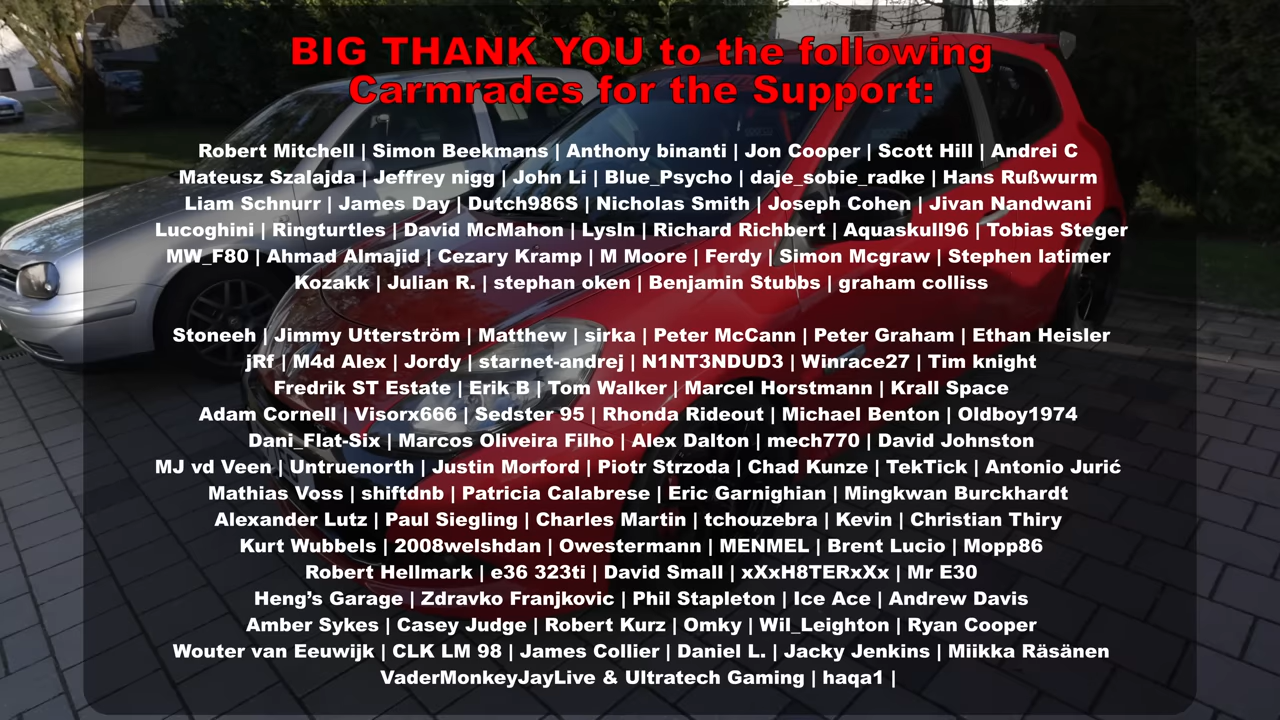 BIG THANK YOU to the following
Carmrades for the Support:
Robert Mitchell | Simon Beekmans | Anthony binanti | Jon Cooper | Scott Hill | Andrei C
Mateusz Szalajda | Jeffrey nigg | John Li | Blue_Psycho | daje_sobie_radke | Hans Rußwurm
Liam Schnurr | James Day | Dutch986S | Nicholas Smith | Joseph Cohen | Jivan Nandwani
Lucoghini | Ringturtles | David McMahon | Lysln | Richard Richbert | Aquaskull96 | Tobias Steger
MW_F80 | Ahmad Almajid | Cezary Kramp | M Moore | Ferdy | Simon Mcgraw | Stephen latimer
Kozakk | Julian R. | stephan oken | Benjamin Stubbs | graham colliss
Stoneeh | Jimmy Utterström | Matthew | sirka | Peter McCann | Peter Graham | Ethan Heisler
jRf | M4d Alex | Jordy | starnet-andrej | N1NT3NDUD3 | Winrace27 | Tim knight
Fredrik ST Estate | Erik B | Tom Walker | Marcel Horstmann | Krall Space
Adam Cornell | Visorx666 | Sedster 95 | Rhonda Rideout | Michael Benton | Oldboy1974
Dani_Flat-Six | Marcos Oliveira Filho | Alex Dalton | mech770 | David Johnston
MJ vd Veen | Untruenorth | Justin Morford | Piotr Strzoda | Chad Kunze | TekTick | Antonio Jurić
Mathias Voss | shiftdnb | Patricia Calabrese | Eric Garnighian | Mingkwan Burckhardt
Alexander Lutz | Paul Siegling | Charles Martin | tchouzebra | Kevin | Christian Thiry
Kurt Wubbels | 2008welshdan | Owestermann | MENMEL | Brent Lucio | Mopp86
Robert Hellmark | e36 323ti | David Small | xXxH8TERxXx | Mr E30
Heng’s Garage | Zdravko Franjkovic | Phil Stapleton | Ice Ace | Andrew Davis
Amber Sykes | Casey Judge | Robert Kurz | Omky | Wil_Leighton | Ryan Cooper
Wouter van Eeuwijk | CLK LM 98 | James Collier | Daniel L. | Jacky Jenkins | Miikka Räsänen
VaderMonkeyJayLive & Ultratech Gaming | haqa1 |